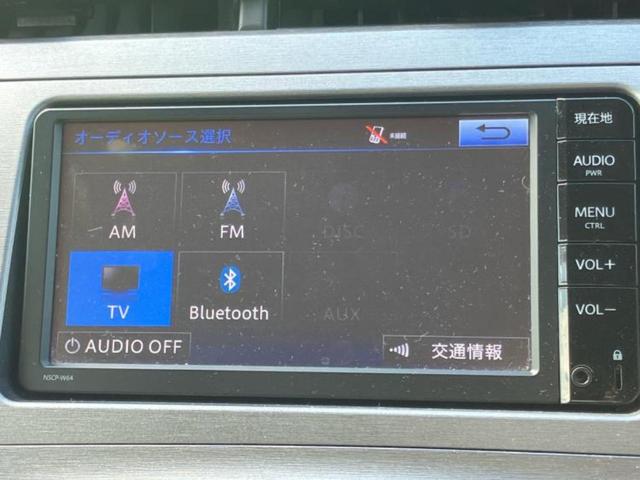 オーディオソース選択
未接続
AM
FM
DISC
SD
TV
Bluetooth
AUX
AUDIO OFF
交通情報
NSCP-W64
現在地
AUDIO
PWR
MENU
CTRL
VOL+
VOL−